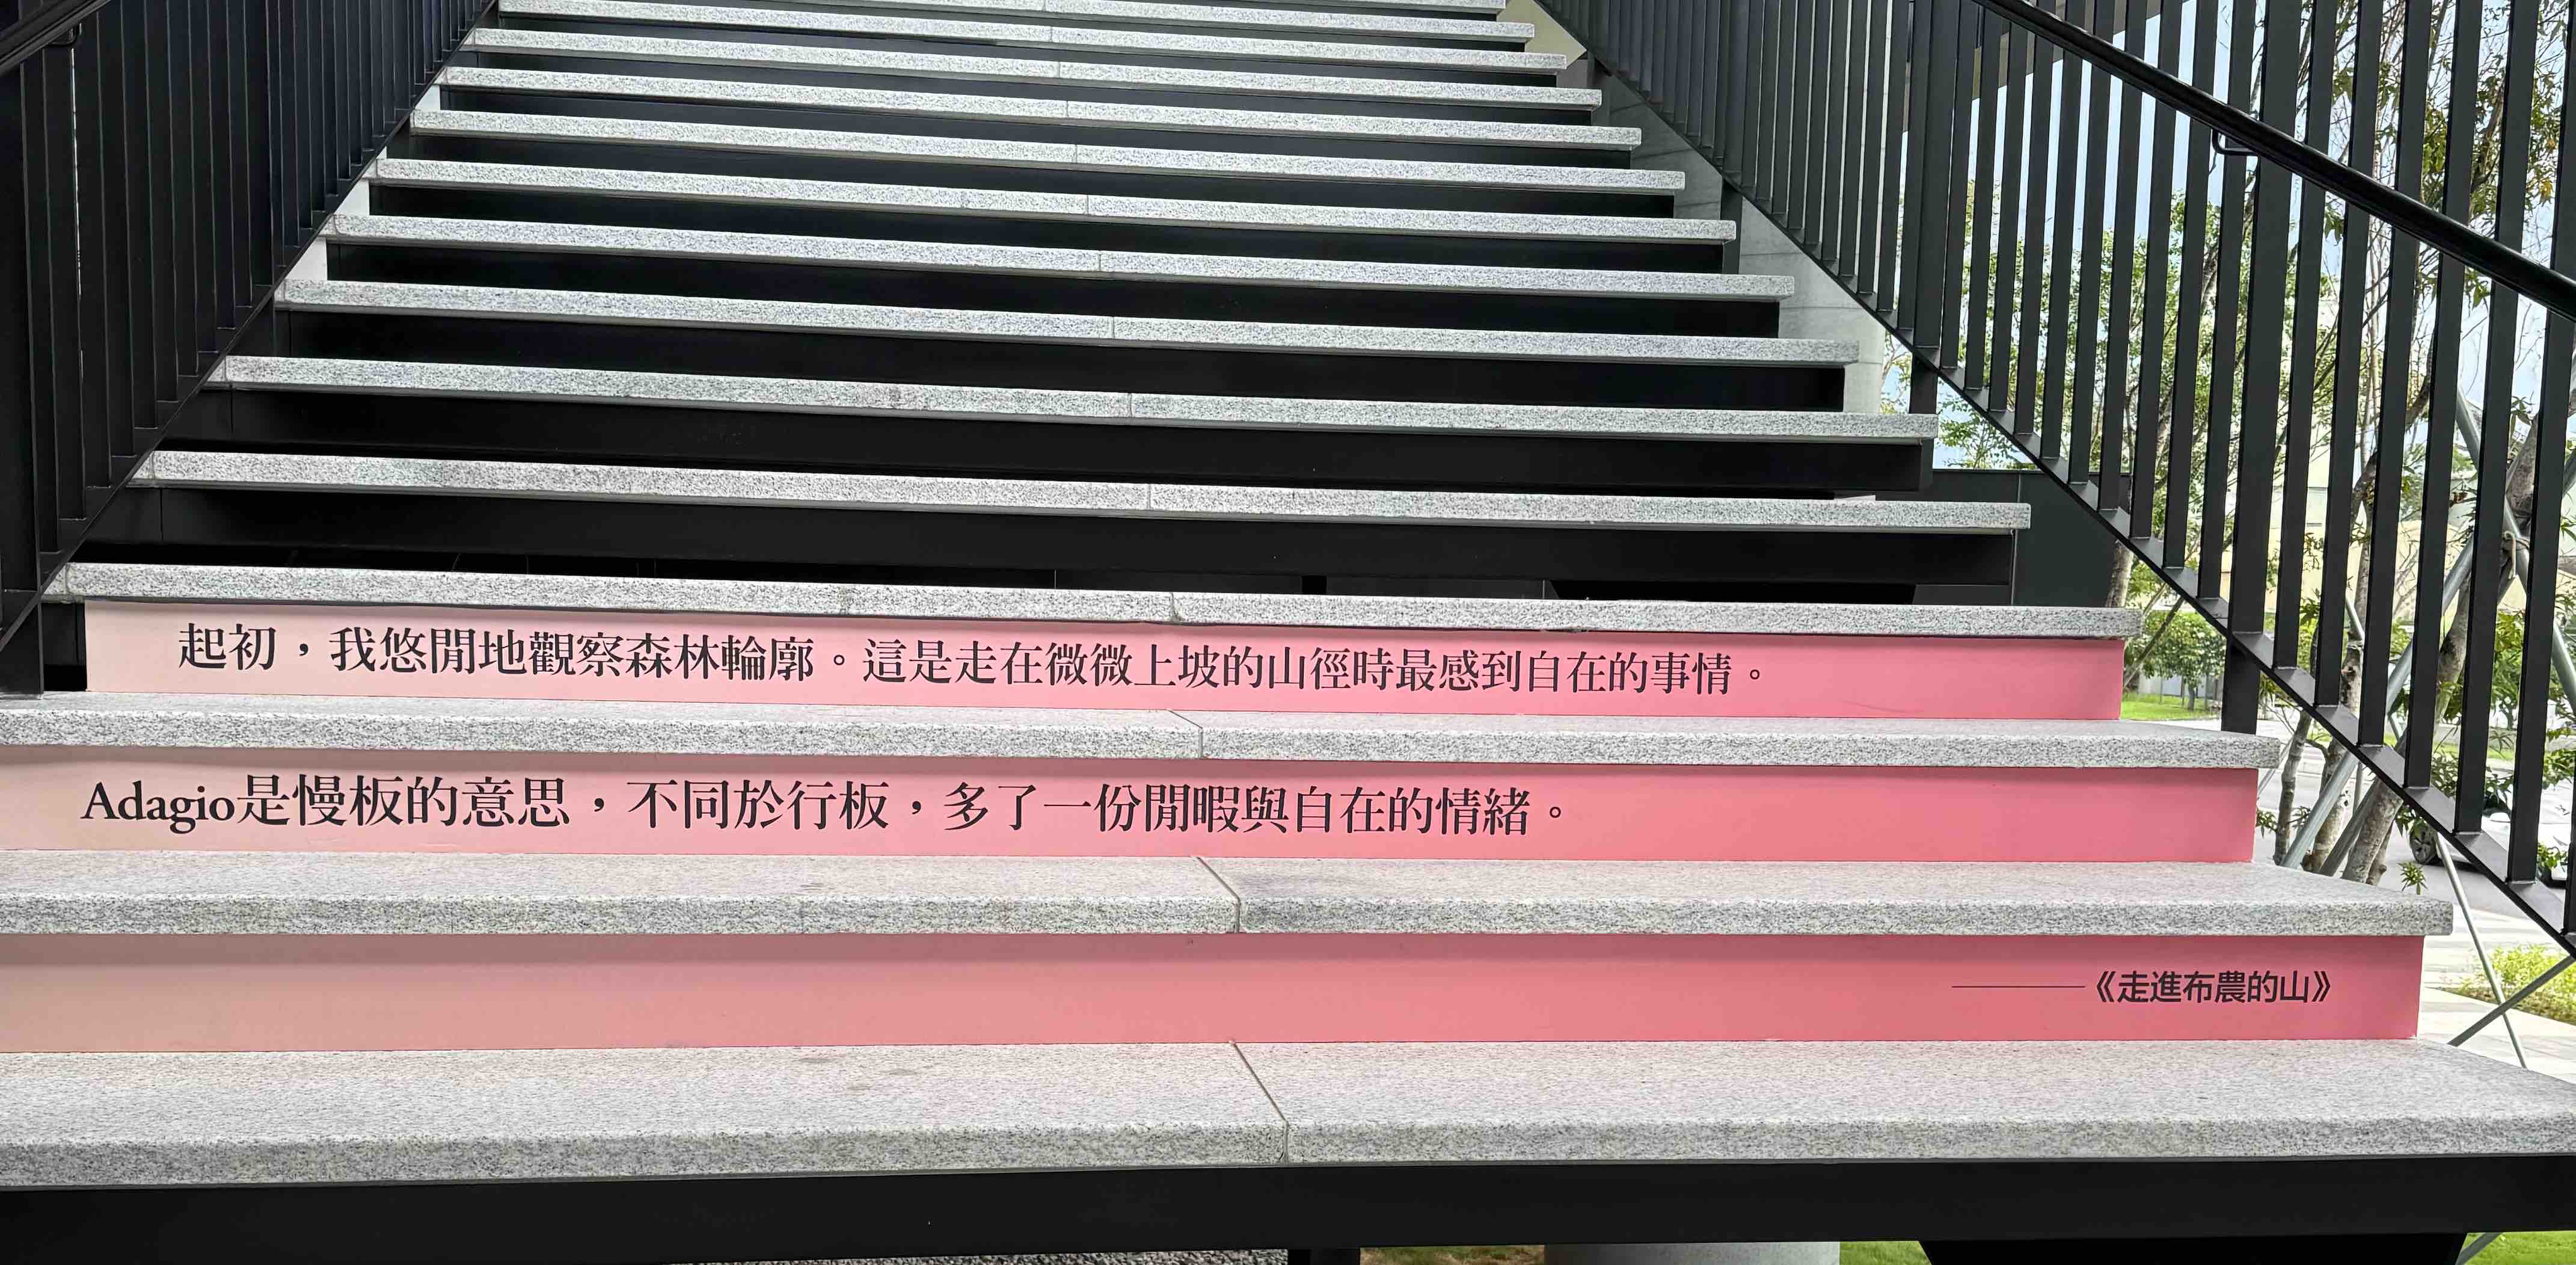 起初，我悠閒地觀察森林輪廓。這是走在微微上坡的山徑時最感到自在的事情。
Adagio是慢板的意思，不同於行板，多了一份閒暇與自在的情緒。
——《走進布農的山》